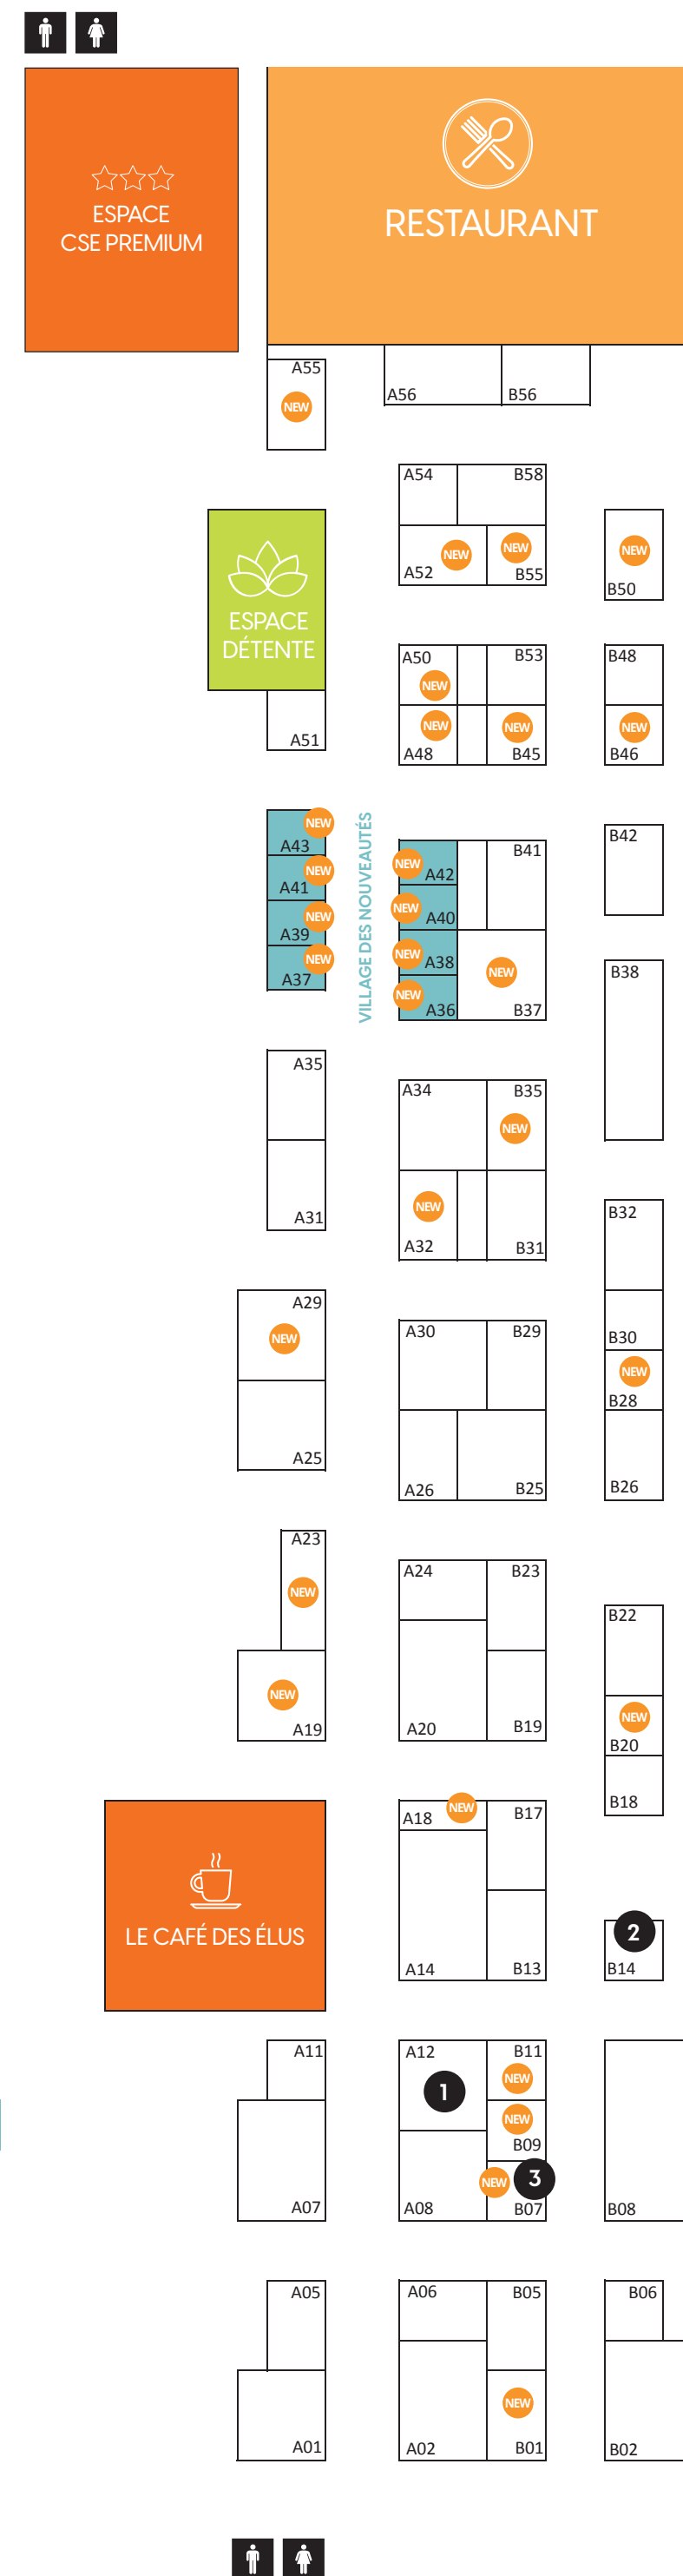 ESPACE
CSE PREMIUM
RESTAURANT
A55
NEW
A56
B56
A54
B58
NEW
NEW
A52
B55
NEW
B50
ESPACE
DÉTENTE
A51
A50
B53
NEW
NEW
NEW
A48
B45
B48
NEW
B46
VILLAGE DES NOUVEAUTÉS
NEW
A43
NEW
A41
NEW
A39
NEW
A37
NEW
A42
NEW
A40
NEW
A38
NEW
A36
B41
NEW
B37
B42
B38
A35
A31
A34
B35
NEW
NEW
A32
B31
B32
B30
NEW
B28
B26
A29
NEW
A25
A30
B29
A26
B25
A23
NEW
NEW
A19
A24
B23
A20
B19
B22
NEW
B20
B18
LE CAFÉ DES ÉLUS
A18
NEW
B17
A14
B13
2
B14
A11
A07
A12
B11
1
NEW
NEW
B09
NEW
3
A08
B07
B08
A05
A01
A06
B05
NEW
A02
B01
B06
B02